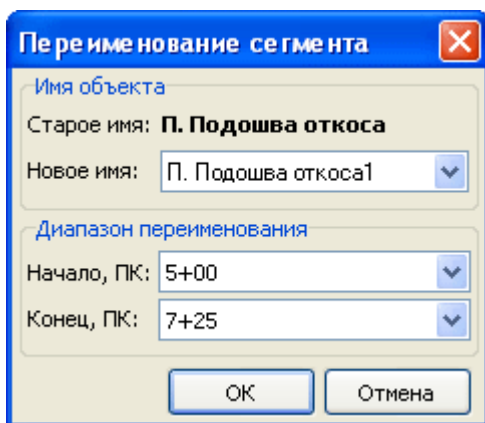 Переименование сегмента
Имя объекта
Старое имя: П. Подошва откоса
Новое имя: П. Подошва откоса1
Диапазон переименования
Начало, ПК: 5+00
Конец, ПК: 7+25
ОК Отмена